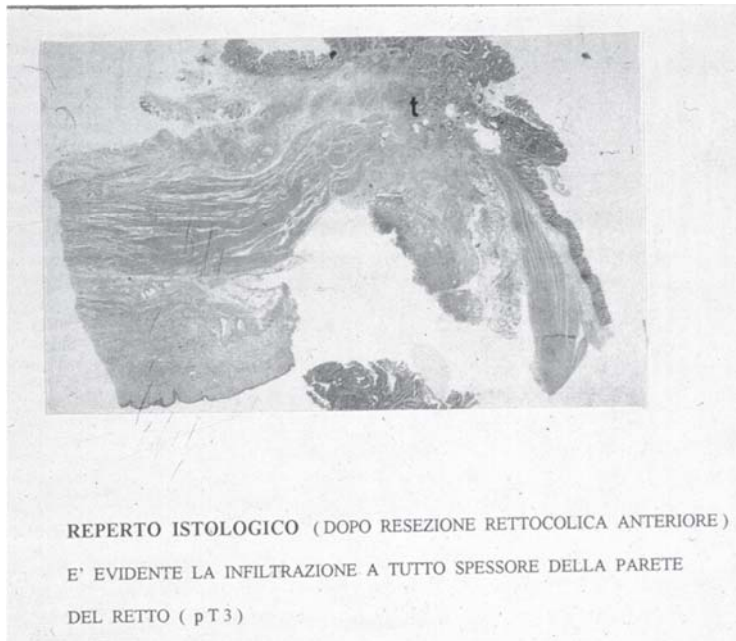 t
REPERTO ISTOLOGICO ( DOPO RESEZIONE RETTOCOLICA ANTERIORE )
E' EVIDENTE LA INFILTRAZIONE A TUTTO SPESSORE DELLA PARETE
DEL RETTO ( pT3 )